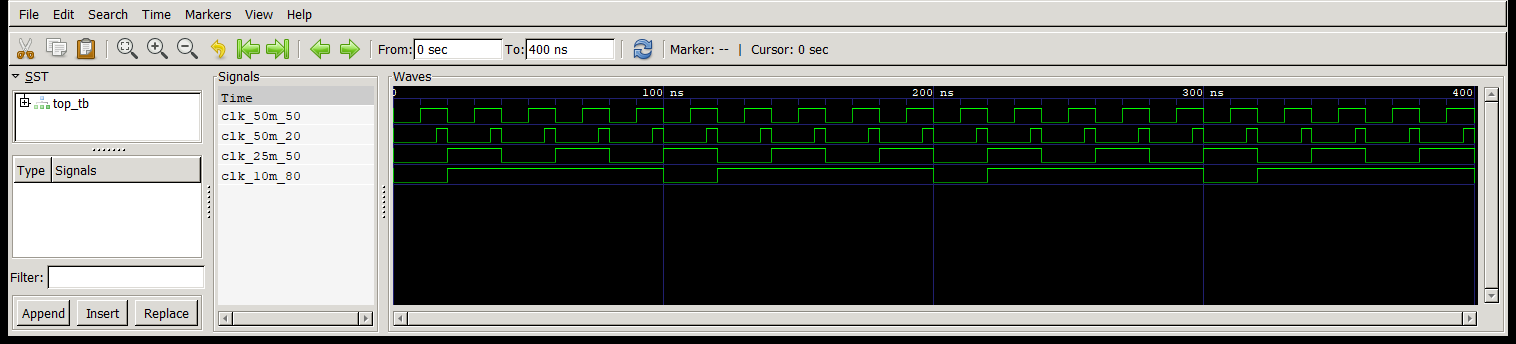 File Edit Search Time Markers View Help
From: 0 sec To: 400 ns Marker: -- | Cursor: 0 sec
SST
top_tb
Type Signals
Filter:
Append Insert Replace
Signals
Time
clk_50m_50
clk_50m_20
clk_25m_50
clk_10m_80
Waves
0 100 ns 200 ns 300 ns 400